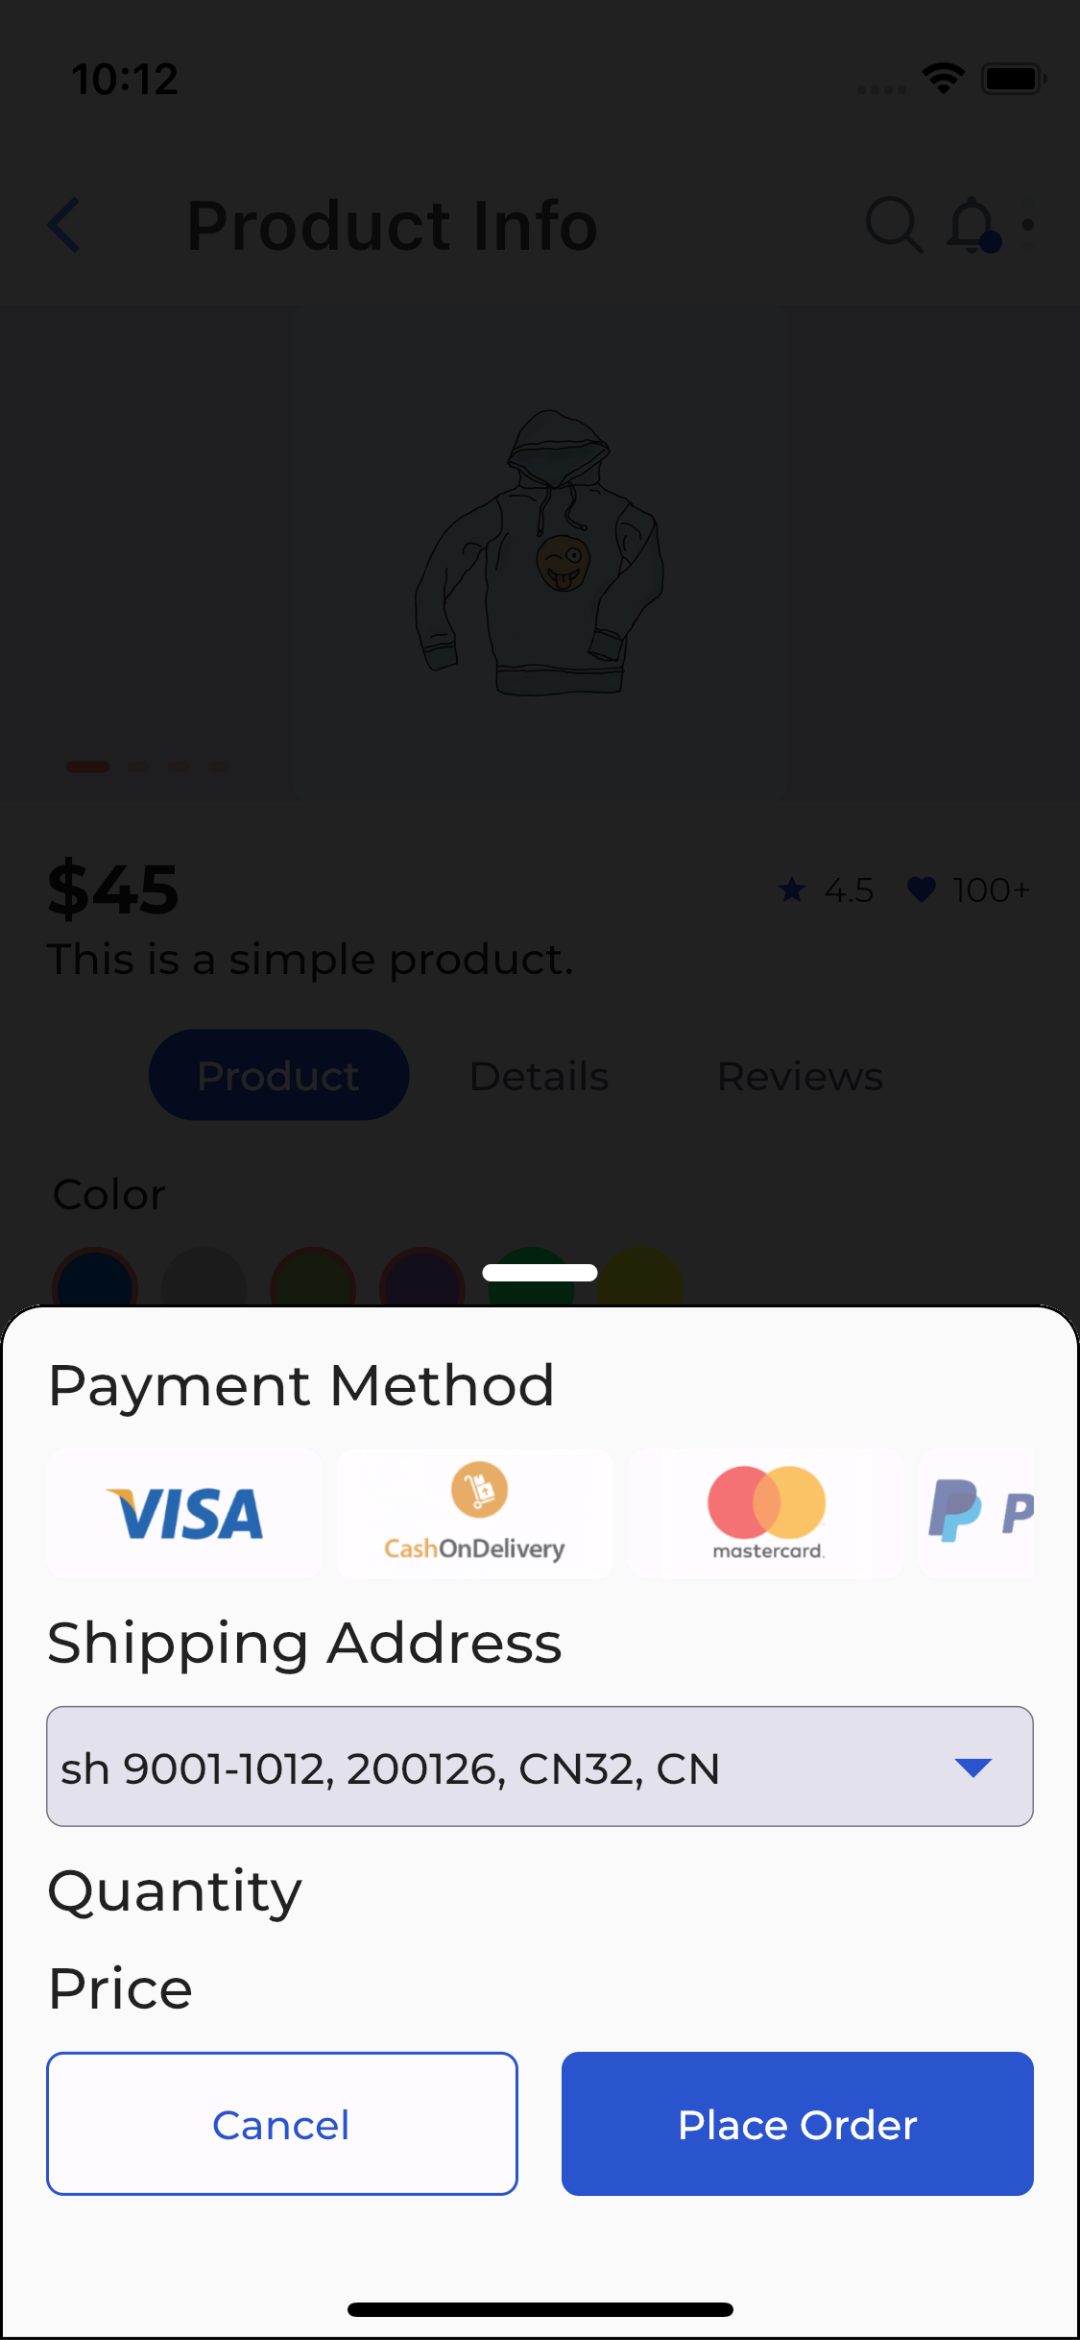 10:12
Product Info
$45
4.5 100+
This is a simple product.
Product Details Reviews
Color
Payment Method
VISA CashOnDelivery mastercard. P P
Shipping Address
sh 9001-1012, 200126, CN32, CN
Quantity
Price
Cancel Place Order